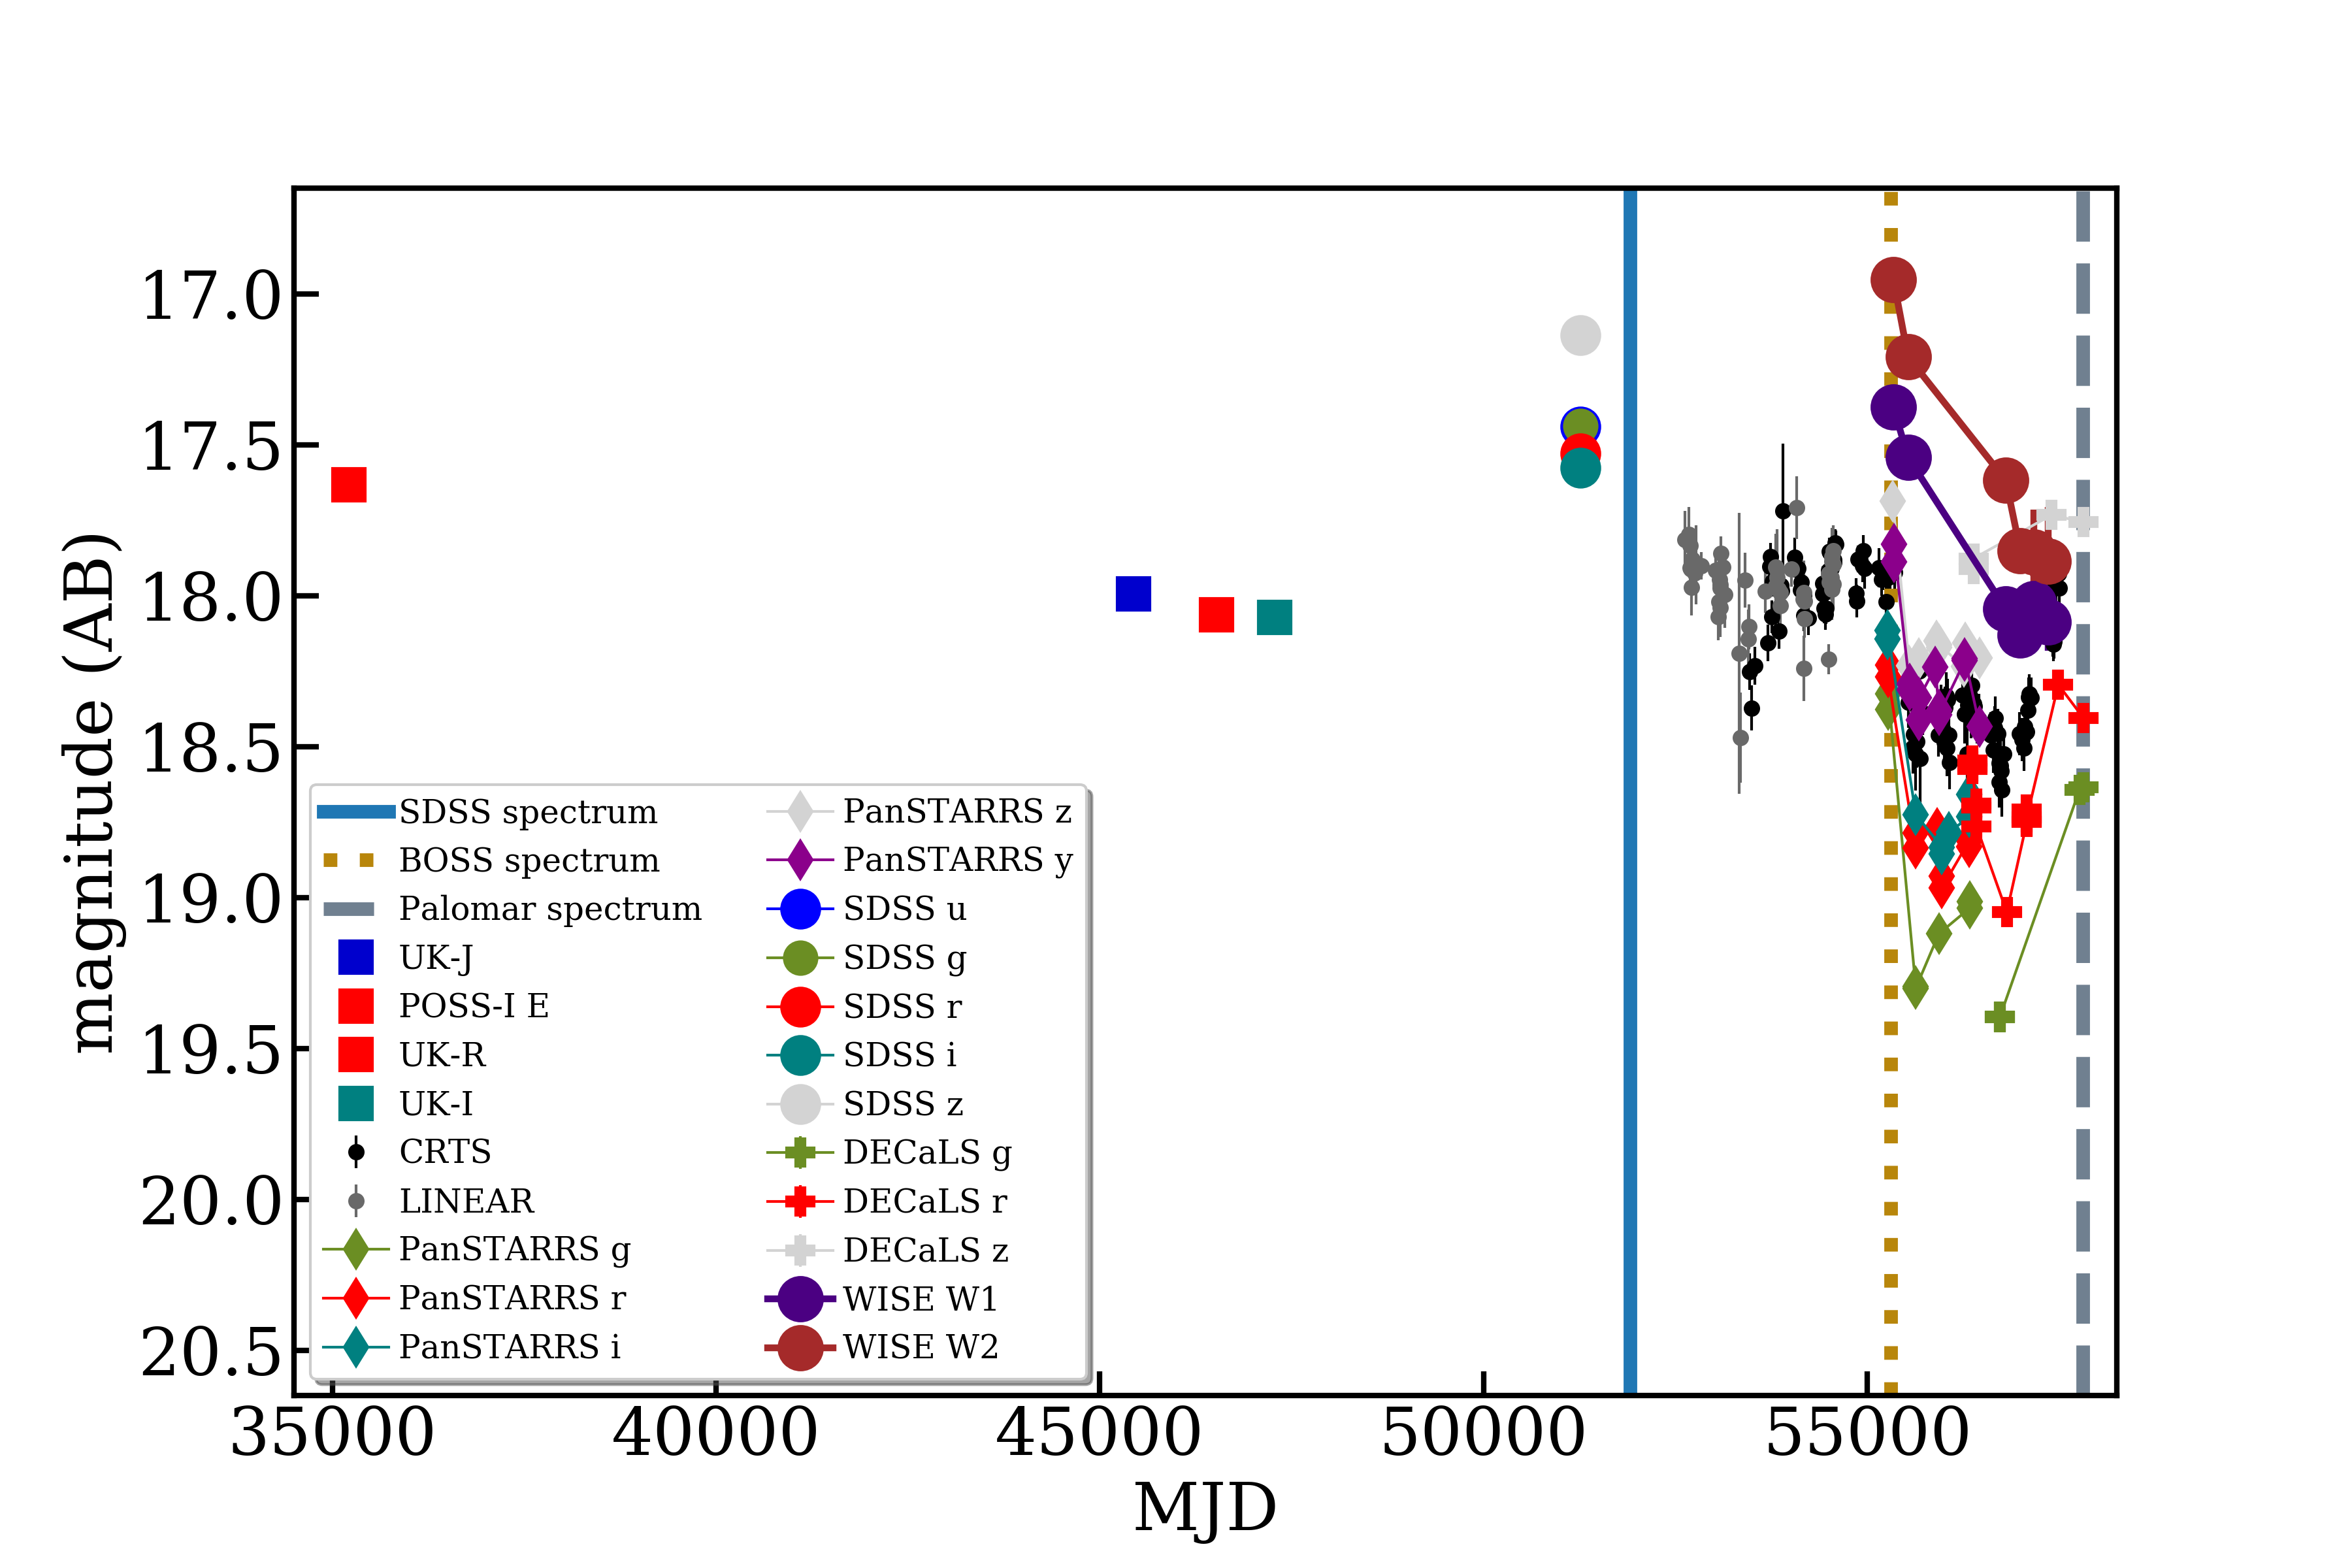 magnitude (AB)
17.0
17.5
18.0
18.5
19.0
19.5
20.0
20.5
SDSS spectrum
BOSS spectrum
Palomar spectrum
UK-J
POSS-I E
UK-R
UK-I
CRTS
LINEAR
PanSTARRS g
PanSTARRS r
PanSTARRS i
PanSTARRS z
PanSTARRS y
SDSS u
SDSS g
SDSS r
SDSS i
SDSS z
DECaLS g
DECaLS r
DECaLS z
WISE W1
WISE W2
35000 40000 45000 50000 55000
MJD